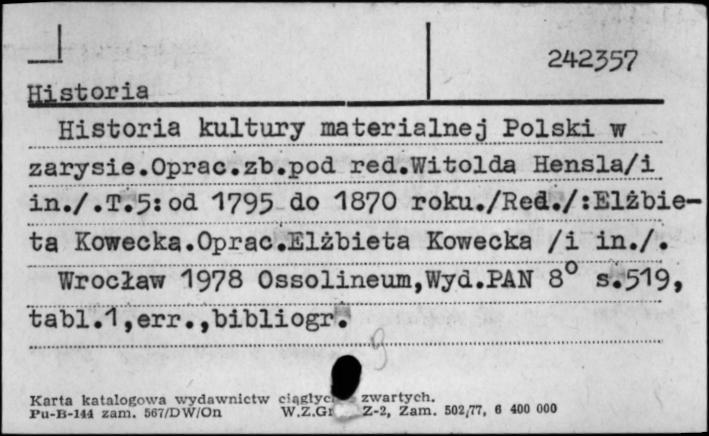 242357
Historia
Historia kultury materialnej Polski w
zarysie.Oprac.zb.pod red.Witolda Hensla/i
in./.T.5:od 1795 do 1870 roku./Red./:Elżbie-
ta Kowecka.Oprac.Elżbieta Kowecka /i in./.
Wrocław 1978 Ossolineum,Wyd.PAN 8° s.519,
tabl.1,err.,bibliogr.
9
Karta katalogowa wydawnictw zwartych.
Pu-B-144 zam. 567/DW/On W.Z.Gr Z-2, Zam. 502/77, 6 400 000